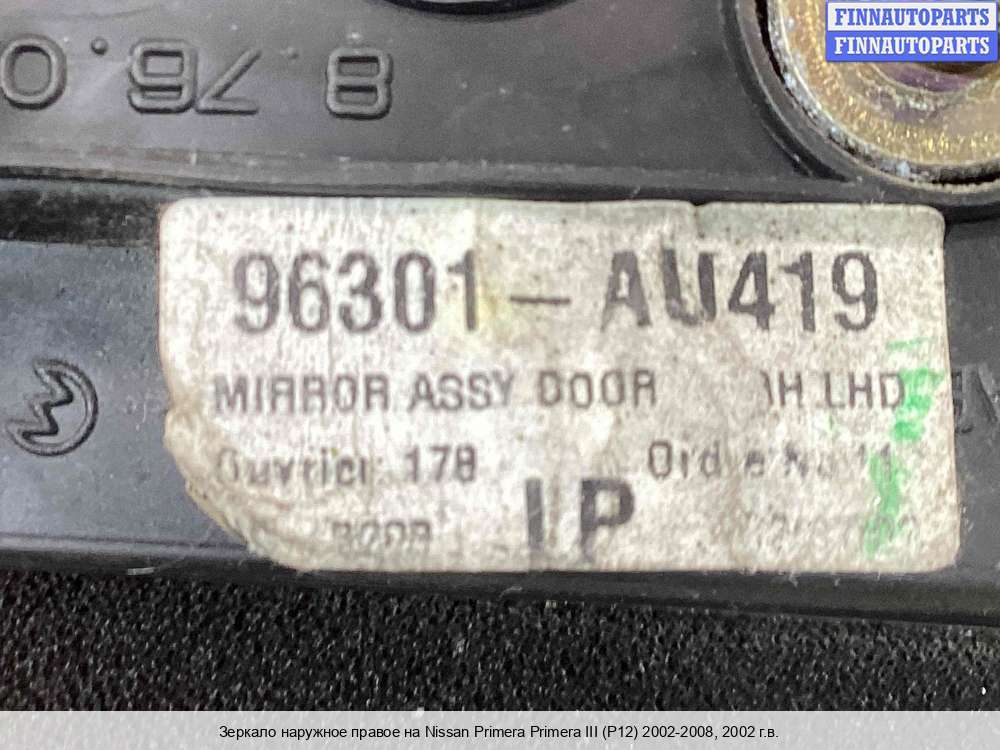 FINNAUTOPARTS
FINNAUTOPARTS
8.76.0
96301-AU419
MIRROR ASSY DOOR LHD
178
IP
Зеркало наружное правое на Nissan Primera Primera III (P12) 2002-2008, 2002 г.в.